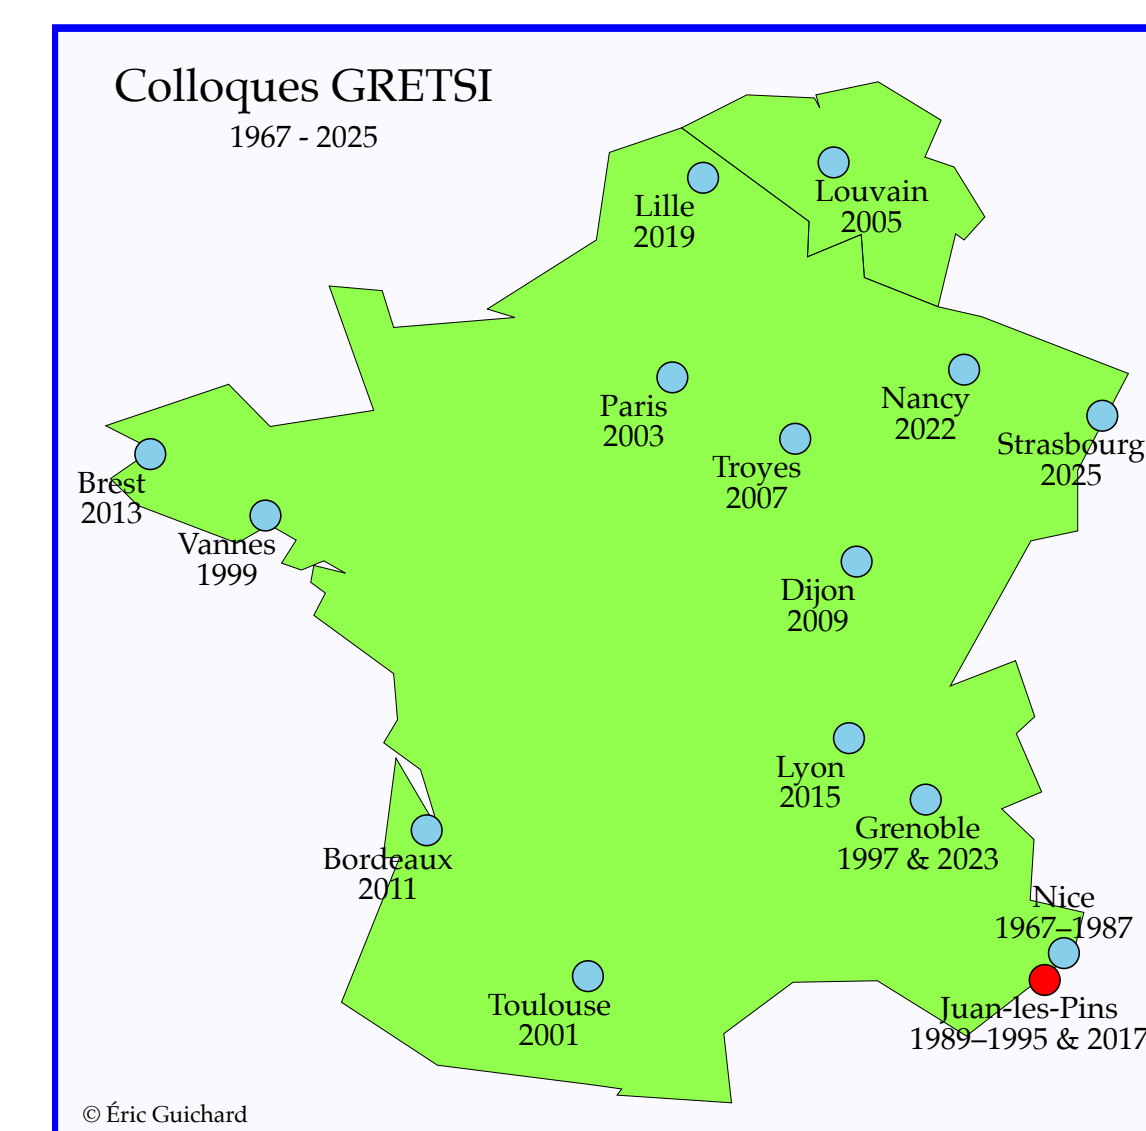 Colloques GRETSI
1967 - 2025
Louvain
2005
Lille
2019
Paris
2003
Nancy
2022
Strasbourg
2025
Troyes
2007
Brest
2013
Vannes
1999
Dijon
2009
Lyon
2015
Grenoble
1997 & 2023
Bordeaux
2011
Nice
1967–1987
Toulouse
2001
Juan-les-Pins
1989–1995 & 2017
© Éric Guichard